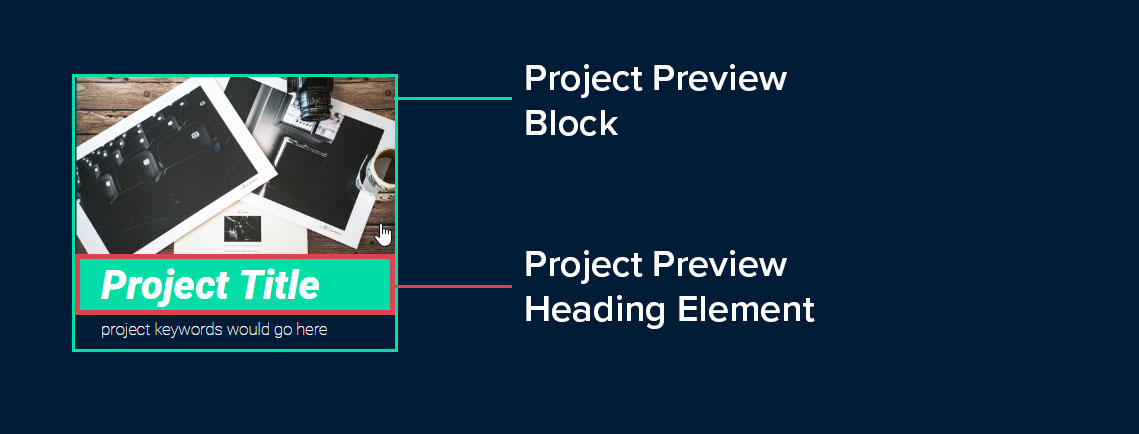 Project Preview
Block
Project Preview
Heading Element
Project Title
project keywords would go here